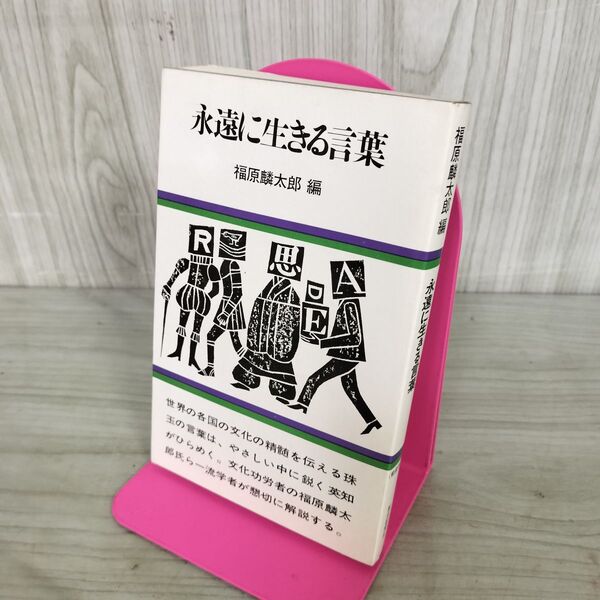 永遠に生きる言葉
福原麟太郎 編
R
思
D
E
A
世界の各国の文化の精髄を伝える珠
玉の言葉は、やさしい中に鋭く英知
がひらめく。文化功労者の福原麟太
郎氏ら一流学者が懇切に解説する。
福原麟太郎 編
永遠に生きる言葉